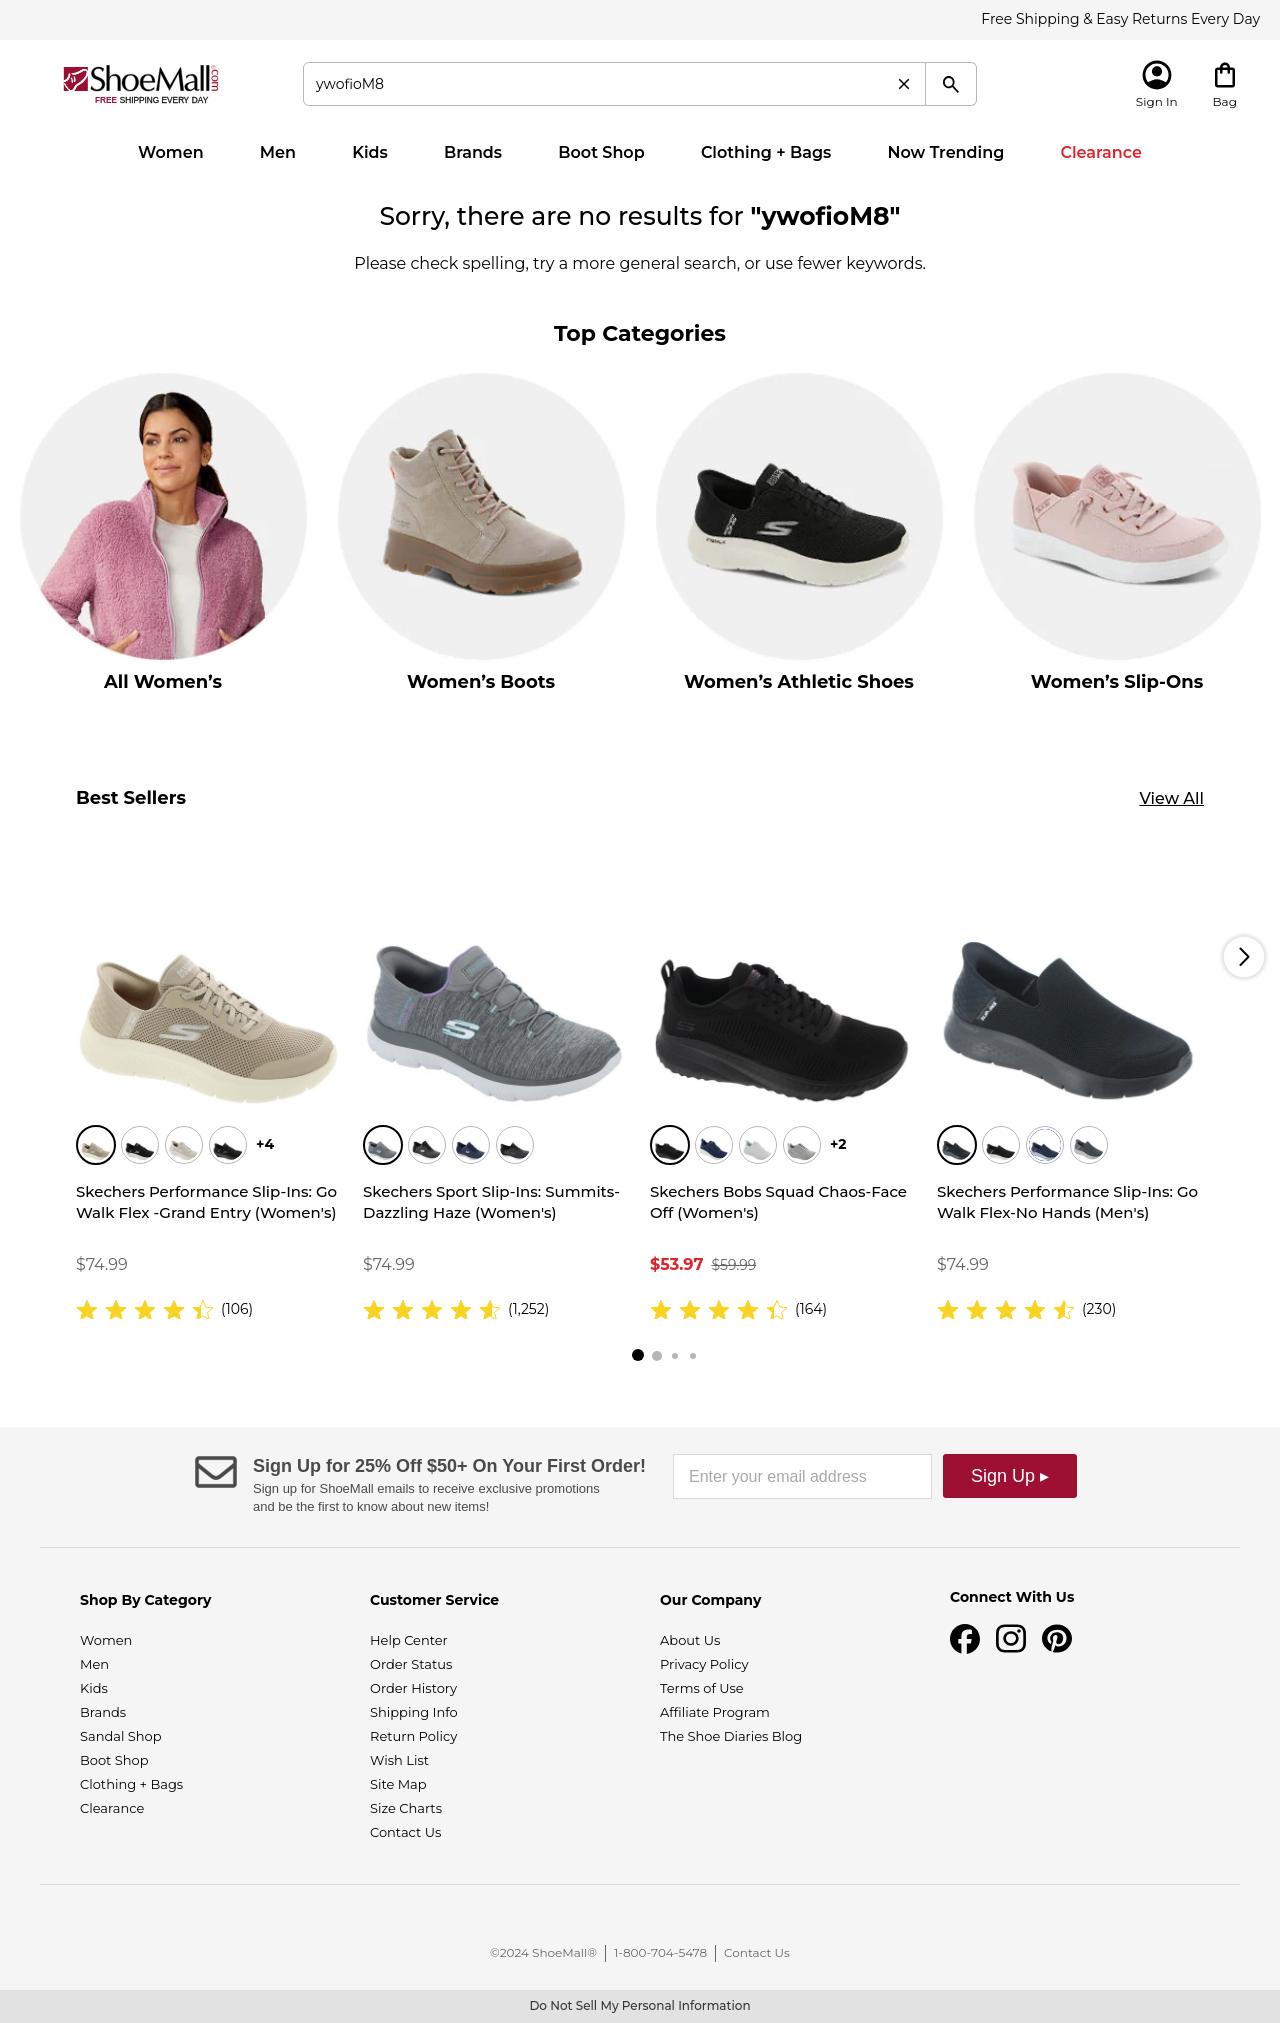 Free Shipping & Easy Returns Every Day
ShoeMall®.com
FREE SHIPPING EVERY DAY
ywofioM8
Sign In
Bag
Women
Men
Kids
Brands
Boot Shop
Clothing + Bags
Now Trending
Clearance
Sorry, there are no results for "ywofioM8"
Please check spelling, try a more general search, or use fewer keywords.
Top Categories
All Women’s
Women’s Boots
Women’s Athletic Shoes
Women’s Slip-Ons
Best Sellers
View All
+4
Skechers Performance Slip-Ins: Go
Walk Flex -Grand Entry (Women's)
$74.99
(106)
Skechers Sport Slip-Ins: Summits-
Dazzling Haze (Women's)
$74.99
(1,252)
+2
Skechers Bobs Squad Chaos-Face
Off (Women's)
$53.97 $59.99
(164)
Skechers Performance Slip-Ins: Go
Walk Flex-No Hands (Men's)
$74.99
(230)
Sign Up for 25% Off $50+ On Your First Order!
Sign up for ShoeMall emails to receive exclusive promotions
and be the first to know about new items!
Enter your email address
Sign Up ▸
Shop By Category
Women
Men
Kids
Brands
Sandal Shop
Boot Shop
Clothing + Bags
Clearance
Customer Service
Help Center
Order Status
Order History
Shipping Info
Return Policy
Wish List
Site Map
Size Charts
Contact Us
Our Company
About Us
Privacy Policy
Terms of Use
Affiliate Program
The Shoe Diaries Blog
Connect With Us
©2024 ShoeMall® | 1-800-704-5478 | Contact Us
Do Not Sell My Personal Information